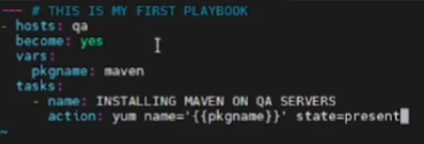 --- # THIS IS MY FIRST PLAYBOOK
- hosts: qa
  become: yes
  vars:
    pkgname: maven
  tasks:
    - name: INSTALLING MAVEN ON QA SERVERS
      action: yum name='{{pkgname}}' state=present
~